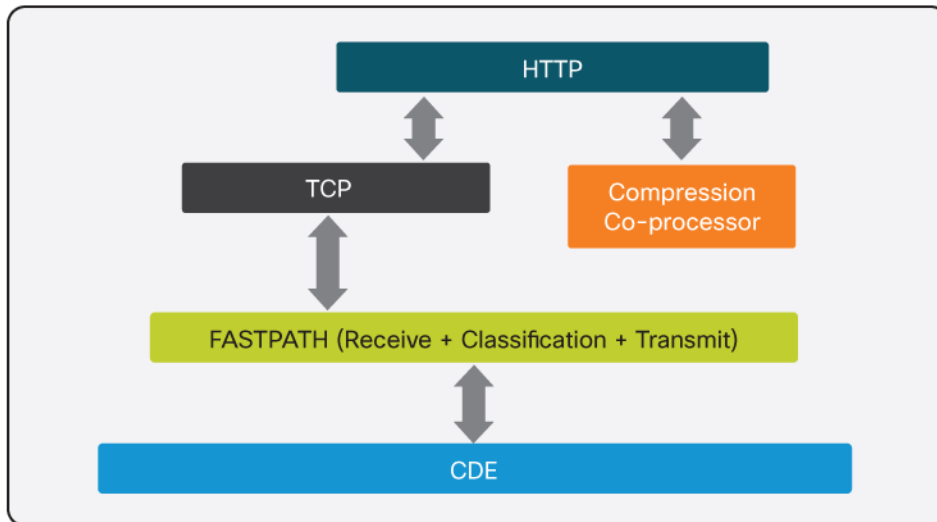 HTTP
TCP
Compression
Co-processor
FASTPATH (Receive + Classification + Transmit)
CDE